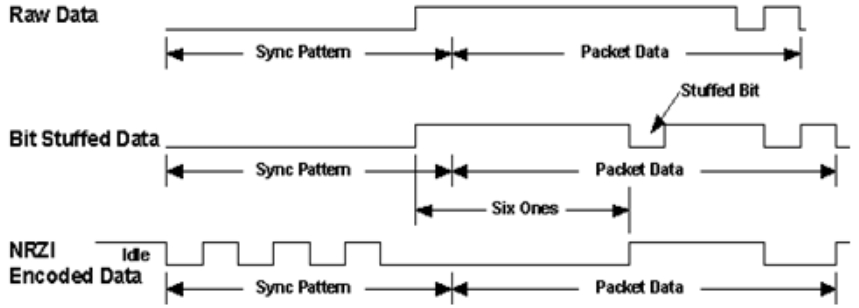 Raw Data
Sync Pattern
Packet Data
Stuffed Bit
Bit Stuffed Data
Sync Pattern
Packet Data
Six Ones
NRZI
Encoded Data
Idle
Sync Pattern
Packet Data